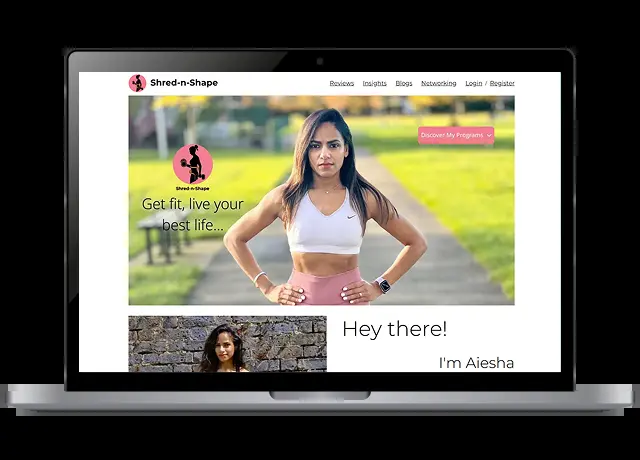 Shred-n-Shape
Reviews Insights Blogs Networking Login / Register
Discover My Programs
Shred-n-Shape
Get fit, live your
best life...
Hey there!
I'm Aiesha